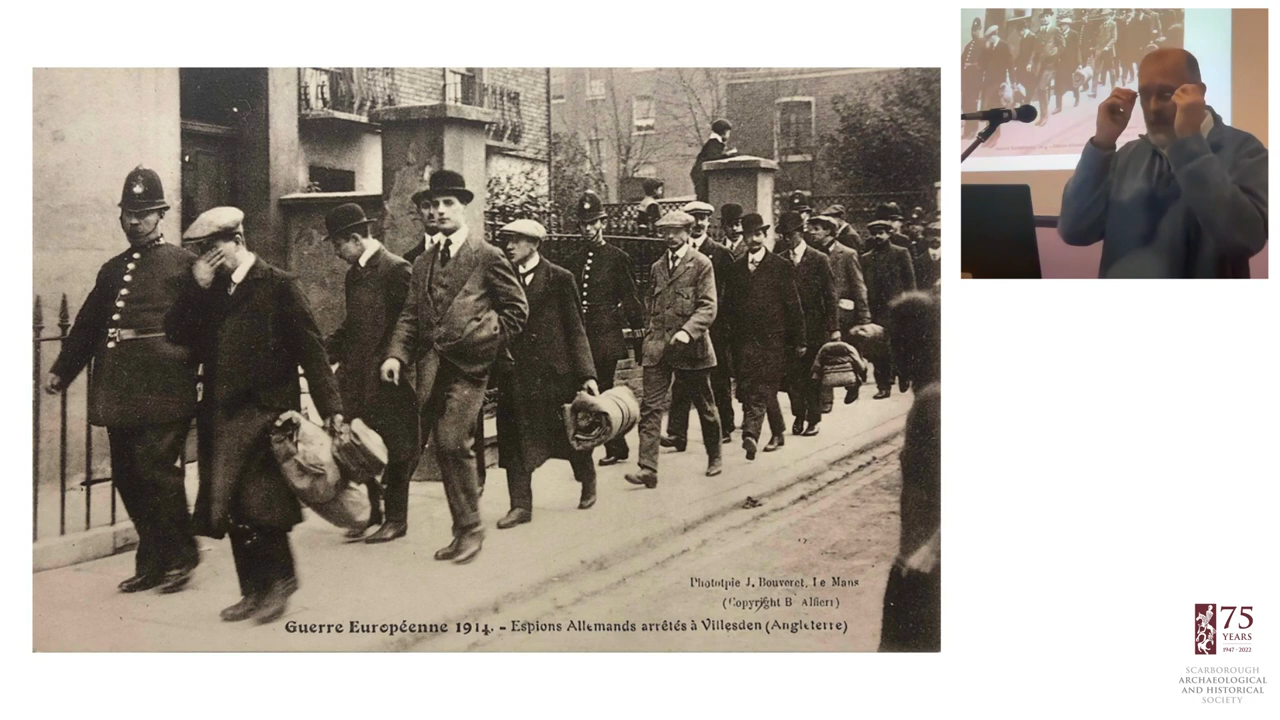 Phototpie J. Bouveret, Le Mans
(Copyright B Alfieri)
Guerre Européenne 1914. - Espions Allemands arrêtés à Villesden (Angleterre)
75
YEARS
1947 - 2022
SCARBOROUGH
ARCHAEOLOGICAL
AND HISTORICAL
SOCIETY